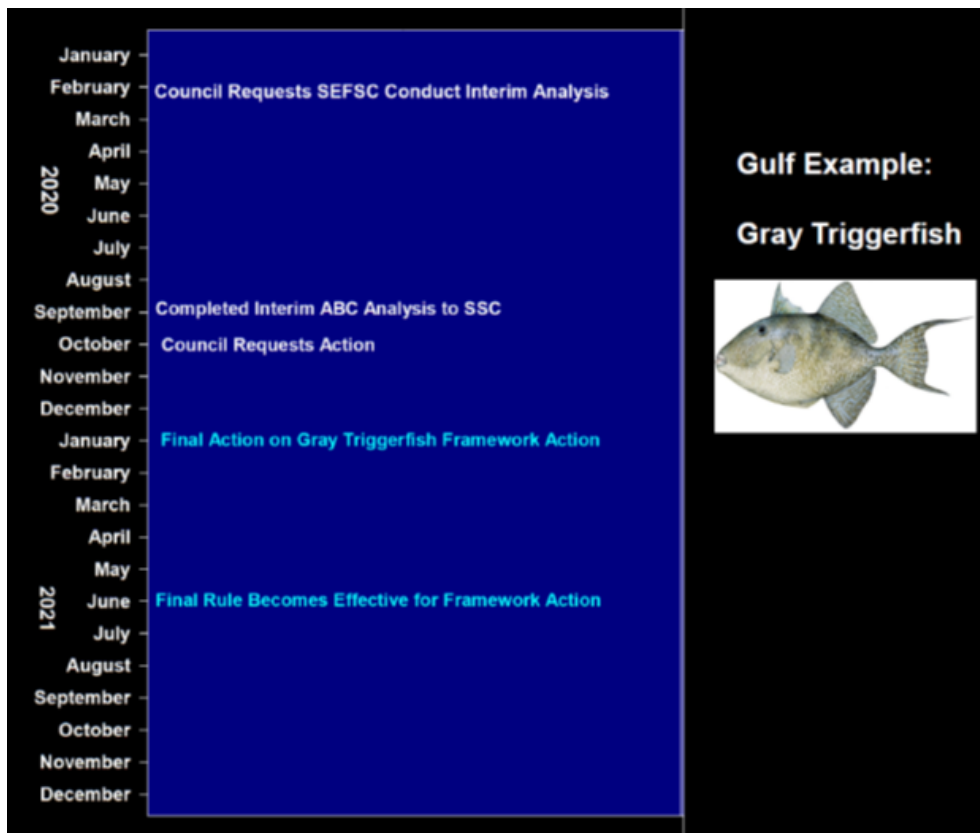 January
February Council Requests SEFSC Conduct Interim Analysis
March
April
2020
May
June
July
August
September Completed Interim ABC Analysis to SSC
October Council Requests Action
November
December
January Final Action on Gray Triggerfish Framework Action
February
March
April
May
2021
June Final Rule Becomes Effective for Framework Action
July
August
September
October
November
December
Gulf Example:
Gray Triggerfish